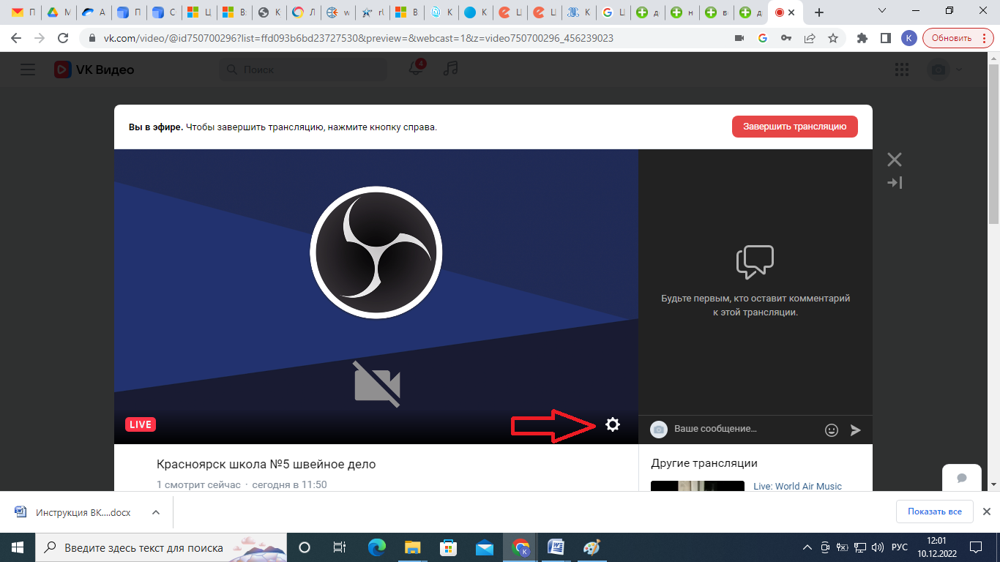 П
М
А
П
С
Ц
В:
К
Л
w
rl
В
К
К
Ц
Ц
К
Ц
д
н
в
д
vk.com/video/@id750700296?list=ffd093b6bd23727530&preview=&webcast=1&z=video750700296_456239023
К
Обновить
VK Видео
Поиск
4
Вы в эфире. Чтобы завершить трансляцию, нажмите кнопку справа.
Завершить трансляцию
Будьте первым, кто оставит комментарий
к этой трансляции.
LIVE
Ваше сообщение...
Красноярск школа №5 швейное дело
1 смотрит сейчас · сегодня в 11:50
Другие трансляции
Live: World Air Music
Инструкция ВК....docx
Показать все
Введите здесь текст для поиска
РУС
12:01
10.12.2022